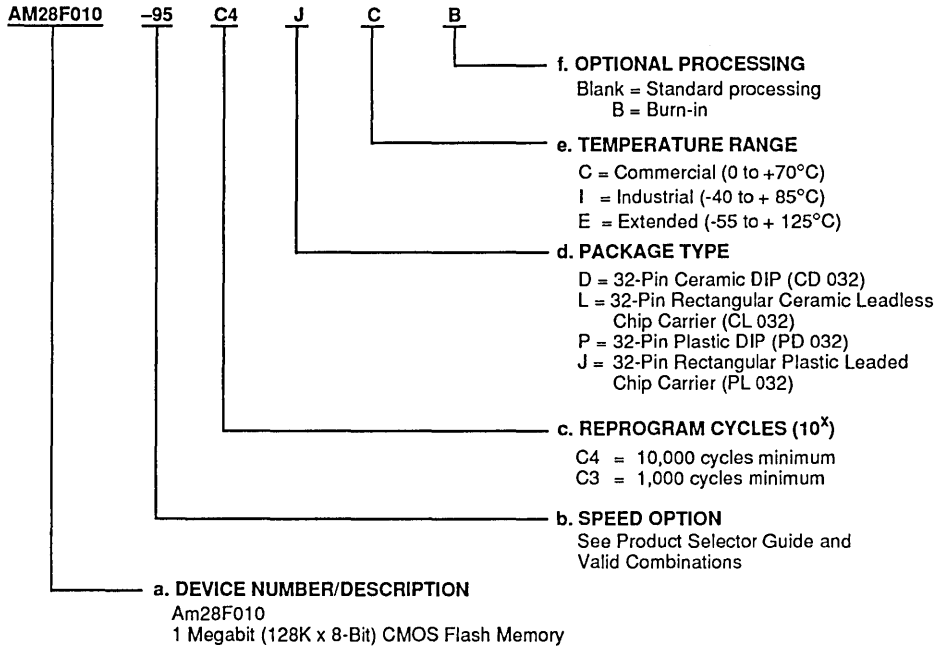 AM28F010 –95 C4 J C B
f. OPTIONAL PROCESSING
Blank = Standard processing
B = Burn-in
e. TEMPERATURE RANGE
C = Commercial (0 to +70°C)
I = Industrial (-40 to + 85°C)
E = Extended (-55 to + 125°C)
d. PACKAGE TYPE
D = 32-Pin Ceramic DIP (CD 032)
L = 32-Pin Rectangular Ceramic Leadless
Chip Carrier (CL 032)
P = 32-Pin Plastic DIP (PD 032)
J = 32-Pin Rectangular Plastic Leaded
Chip Carrier (PL 032)
c. REPROGRAM CYCLES (10ˣ)
C4 = 10,000 cycles minimum
C3 = 1,000 cycles minimum
b. SPEED OPTION
See Product Selector Guide and
Valid Combinations
a. DEVICE NUMBER/DESCRIPTION
Am28F010
1 Megabit (128K x 8-Bit) CMOS Flash Memory